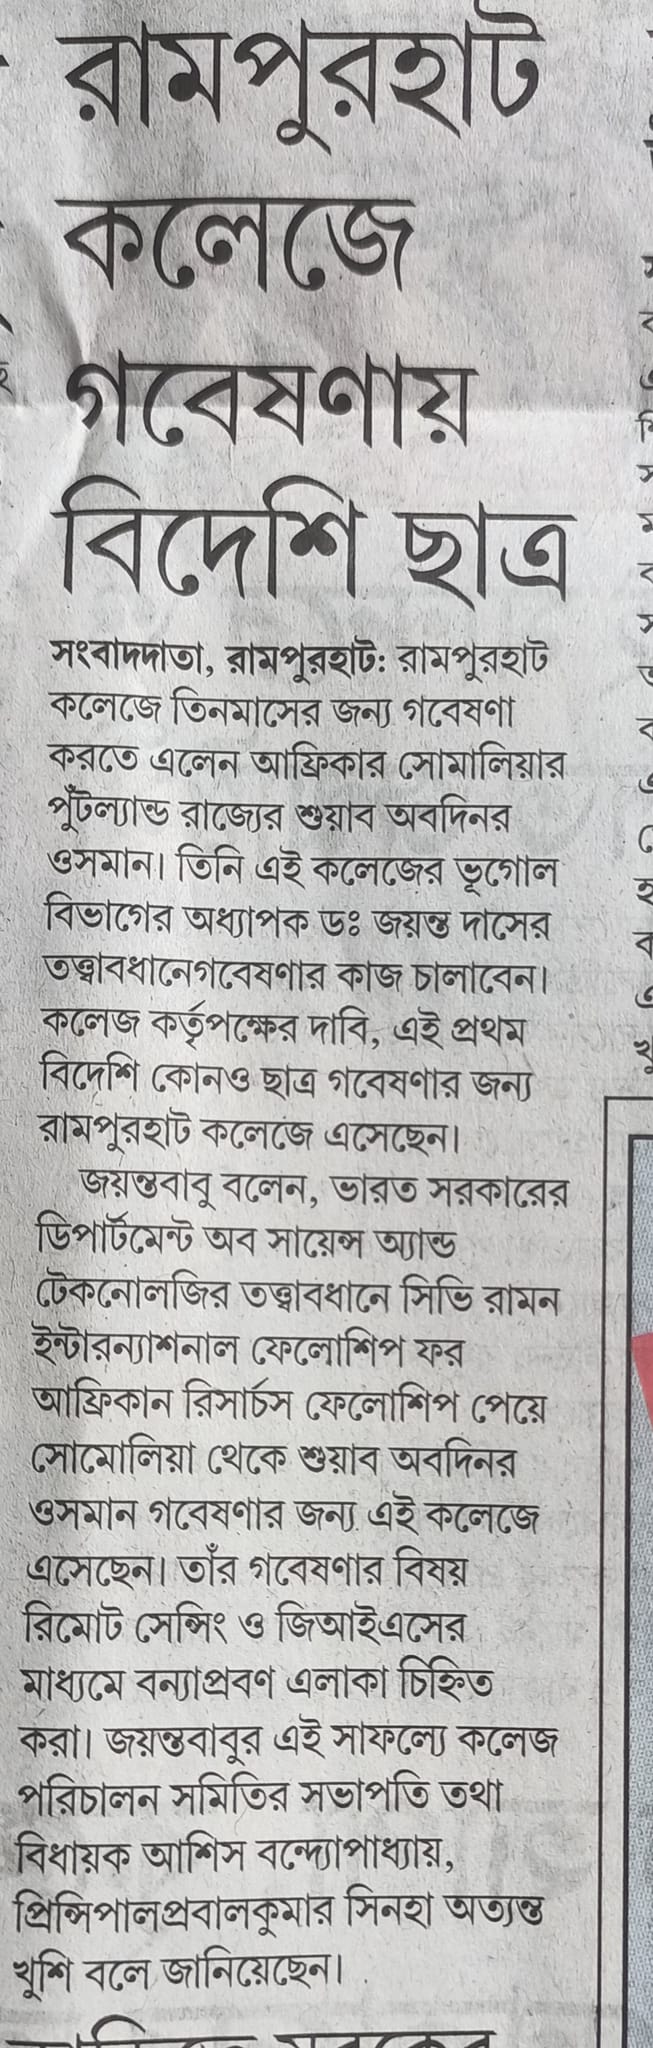 রামপুরহাট
কলেজে
গবেষণায়
বিদেশি ছাত্র
সংবাদদাতা, রামপুরহাট: রামপুরহাট
কলেজে তিনমাসের জন্য গবেষণা
করতে এলেন আফ্রিকার সোমালিয়ার
পুঁটল্যান্ড রাজ্যের শুয়াব অবদিনর
ওসমান। তিনি এই কলেজের ভূগোল
বিভাগের অধ্যাপক ডঃ জয়ন্ত দাসের
তত্ত্বাবধানেগবেষণার কাজ চালাবেন।
কলেজ কর্তৃপক্ষের দাবি, এই প্রথম
বিদেশি কোনও ছাত্র গবেষণার জন্য
রামপুরহাট কলেজে এসেছেন।
জয়ন্তবাবু বলেন, ভারত সরকারের
ডিপার্টমেন্ট অব সায়েন্স অ্যান্ড
টেকনোলজির তত্ত্বাবধানে সিভি রামন
ইন্টারন্যাশনাল ফেলোশিপ ফর
আফ্রিকান রিসার্চস ফেলোশিপ পেয়ে
সোমোলিয়া থেকে শুয়াব অবদিনর
ওসমান গবেষণার জন্য এই কলেজে
এসেছেন। তাঁর গবেষণার বিষয়
রিমোট সেন্সিং ও জিআইএসের
মাধ্যমে বন্যাপ্রবণ এলাকা চিহ্নিত
করা। জয়ন্তবাবুর এই সাফল্যে কলেজ
পরিচালন সমিতির সভাপতি তথা
বিধায়ক আশিস বন্দ্যোপাধ্যায়,
প্রিন্সিপালপ্রবালকুমার সিনহা অত্যন্ত
খুশি বলে জানিয়েছেন।